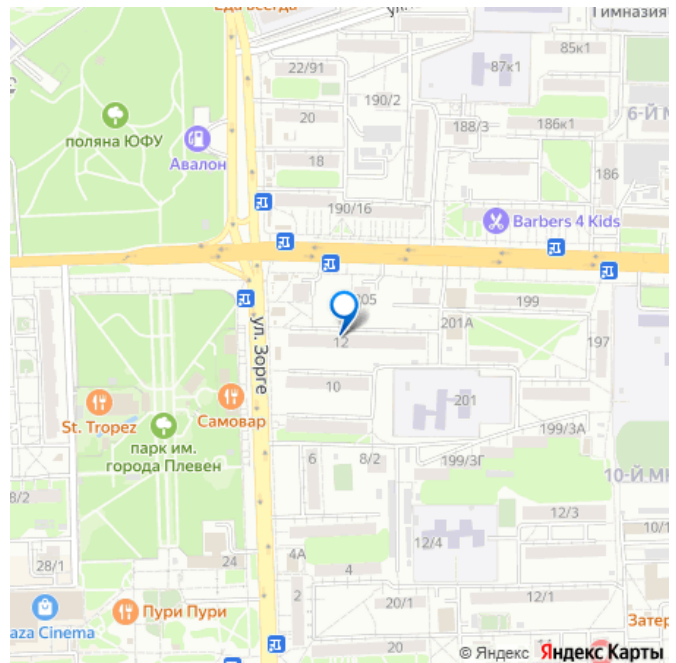 Еда всегда
Гимназия
85к1
22/91
87к1
190/2
20
6-Й М
поляна ЮФУ
188/3
186к1
Авалон
18
186
190/16
Barbers 4 Kids
199
201А
12
197
ул. Зорге
10
St. Tropez
Самовар
201
парк им.
города Плевен
199/3А
6
8/2
199/3Г
10-Й М
8/2
12/3
10/1
12/4
4А
24
28/1
4
2
12/1
Пури Пури
20/1
aza Cinema
Затер
20
© Яндекс Яндекс Карты